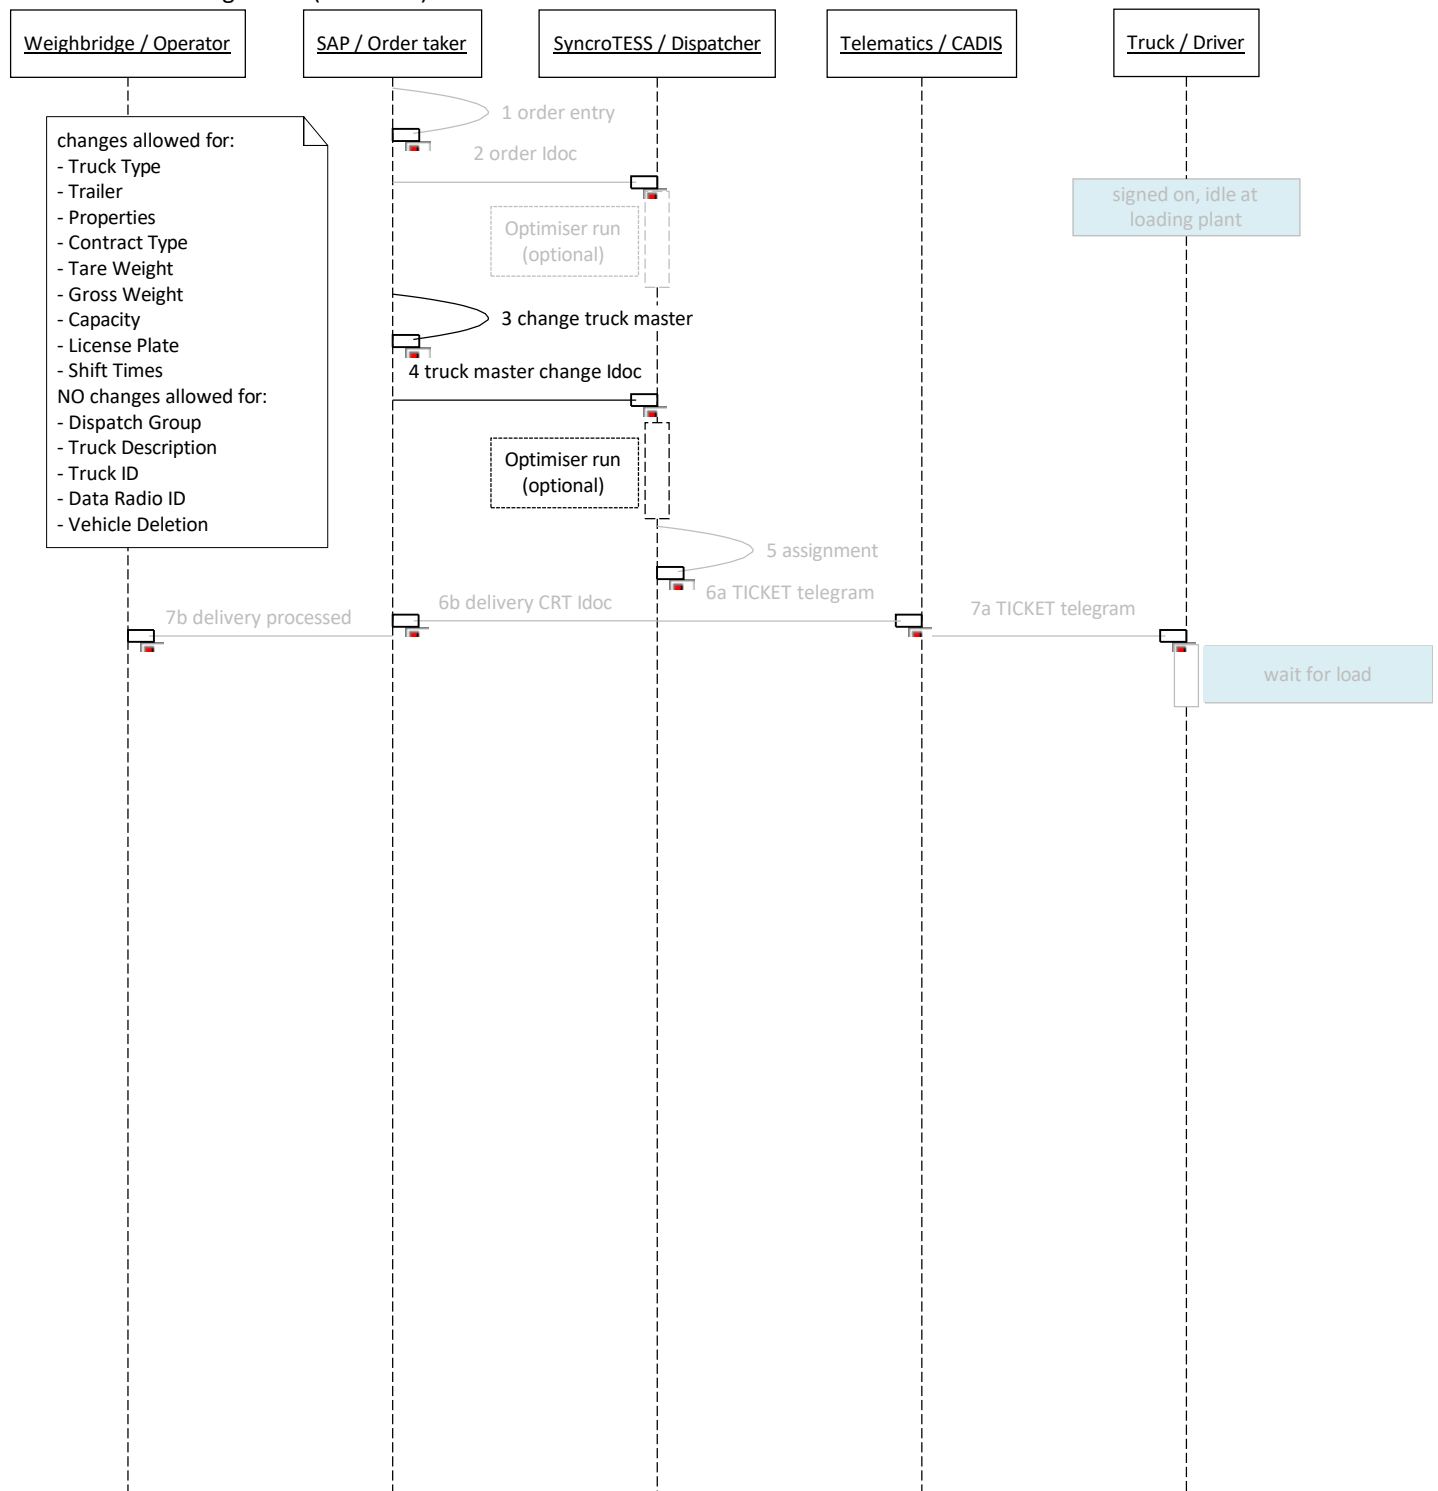 Weighbridge / Operator
SAP / Order taker
SyncroTESS / Dispatcher
Telematics / CADIS
Truck / Driver
1 order entry
2 order Idoc
signed on, idle at
loading plant
Optimiser run
(optional)
changes allowed for:
- Truck Type
- Trailer
- Properties
- Contract Type
- Tare Weight
- Gross Weight
- Capacity
- License Plate
- Shift Times
NO changes allowed for:
- Dispatch Group
- Truck Description
- Truck ID
- Data Radio ID
- Vehicle Deletion
3 change truck master
4 truck master change Idoc
Optimiser run
(optional)
5 assignment
6a TICKET telegram
6b delivery CRT Idoc
7a TICKET telegram
7b delivery processed
wait for load